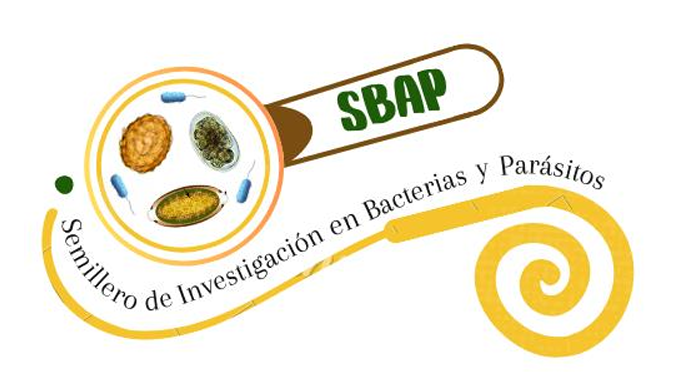 SBAP
Semillero de Investigación en Bacterias y Parásitos